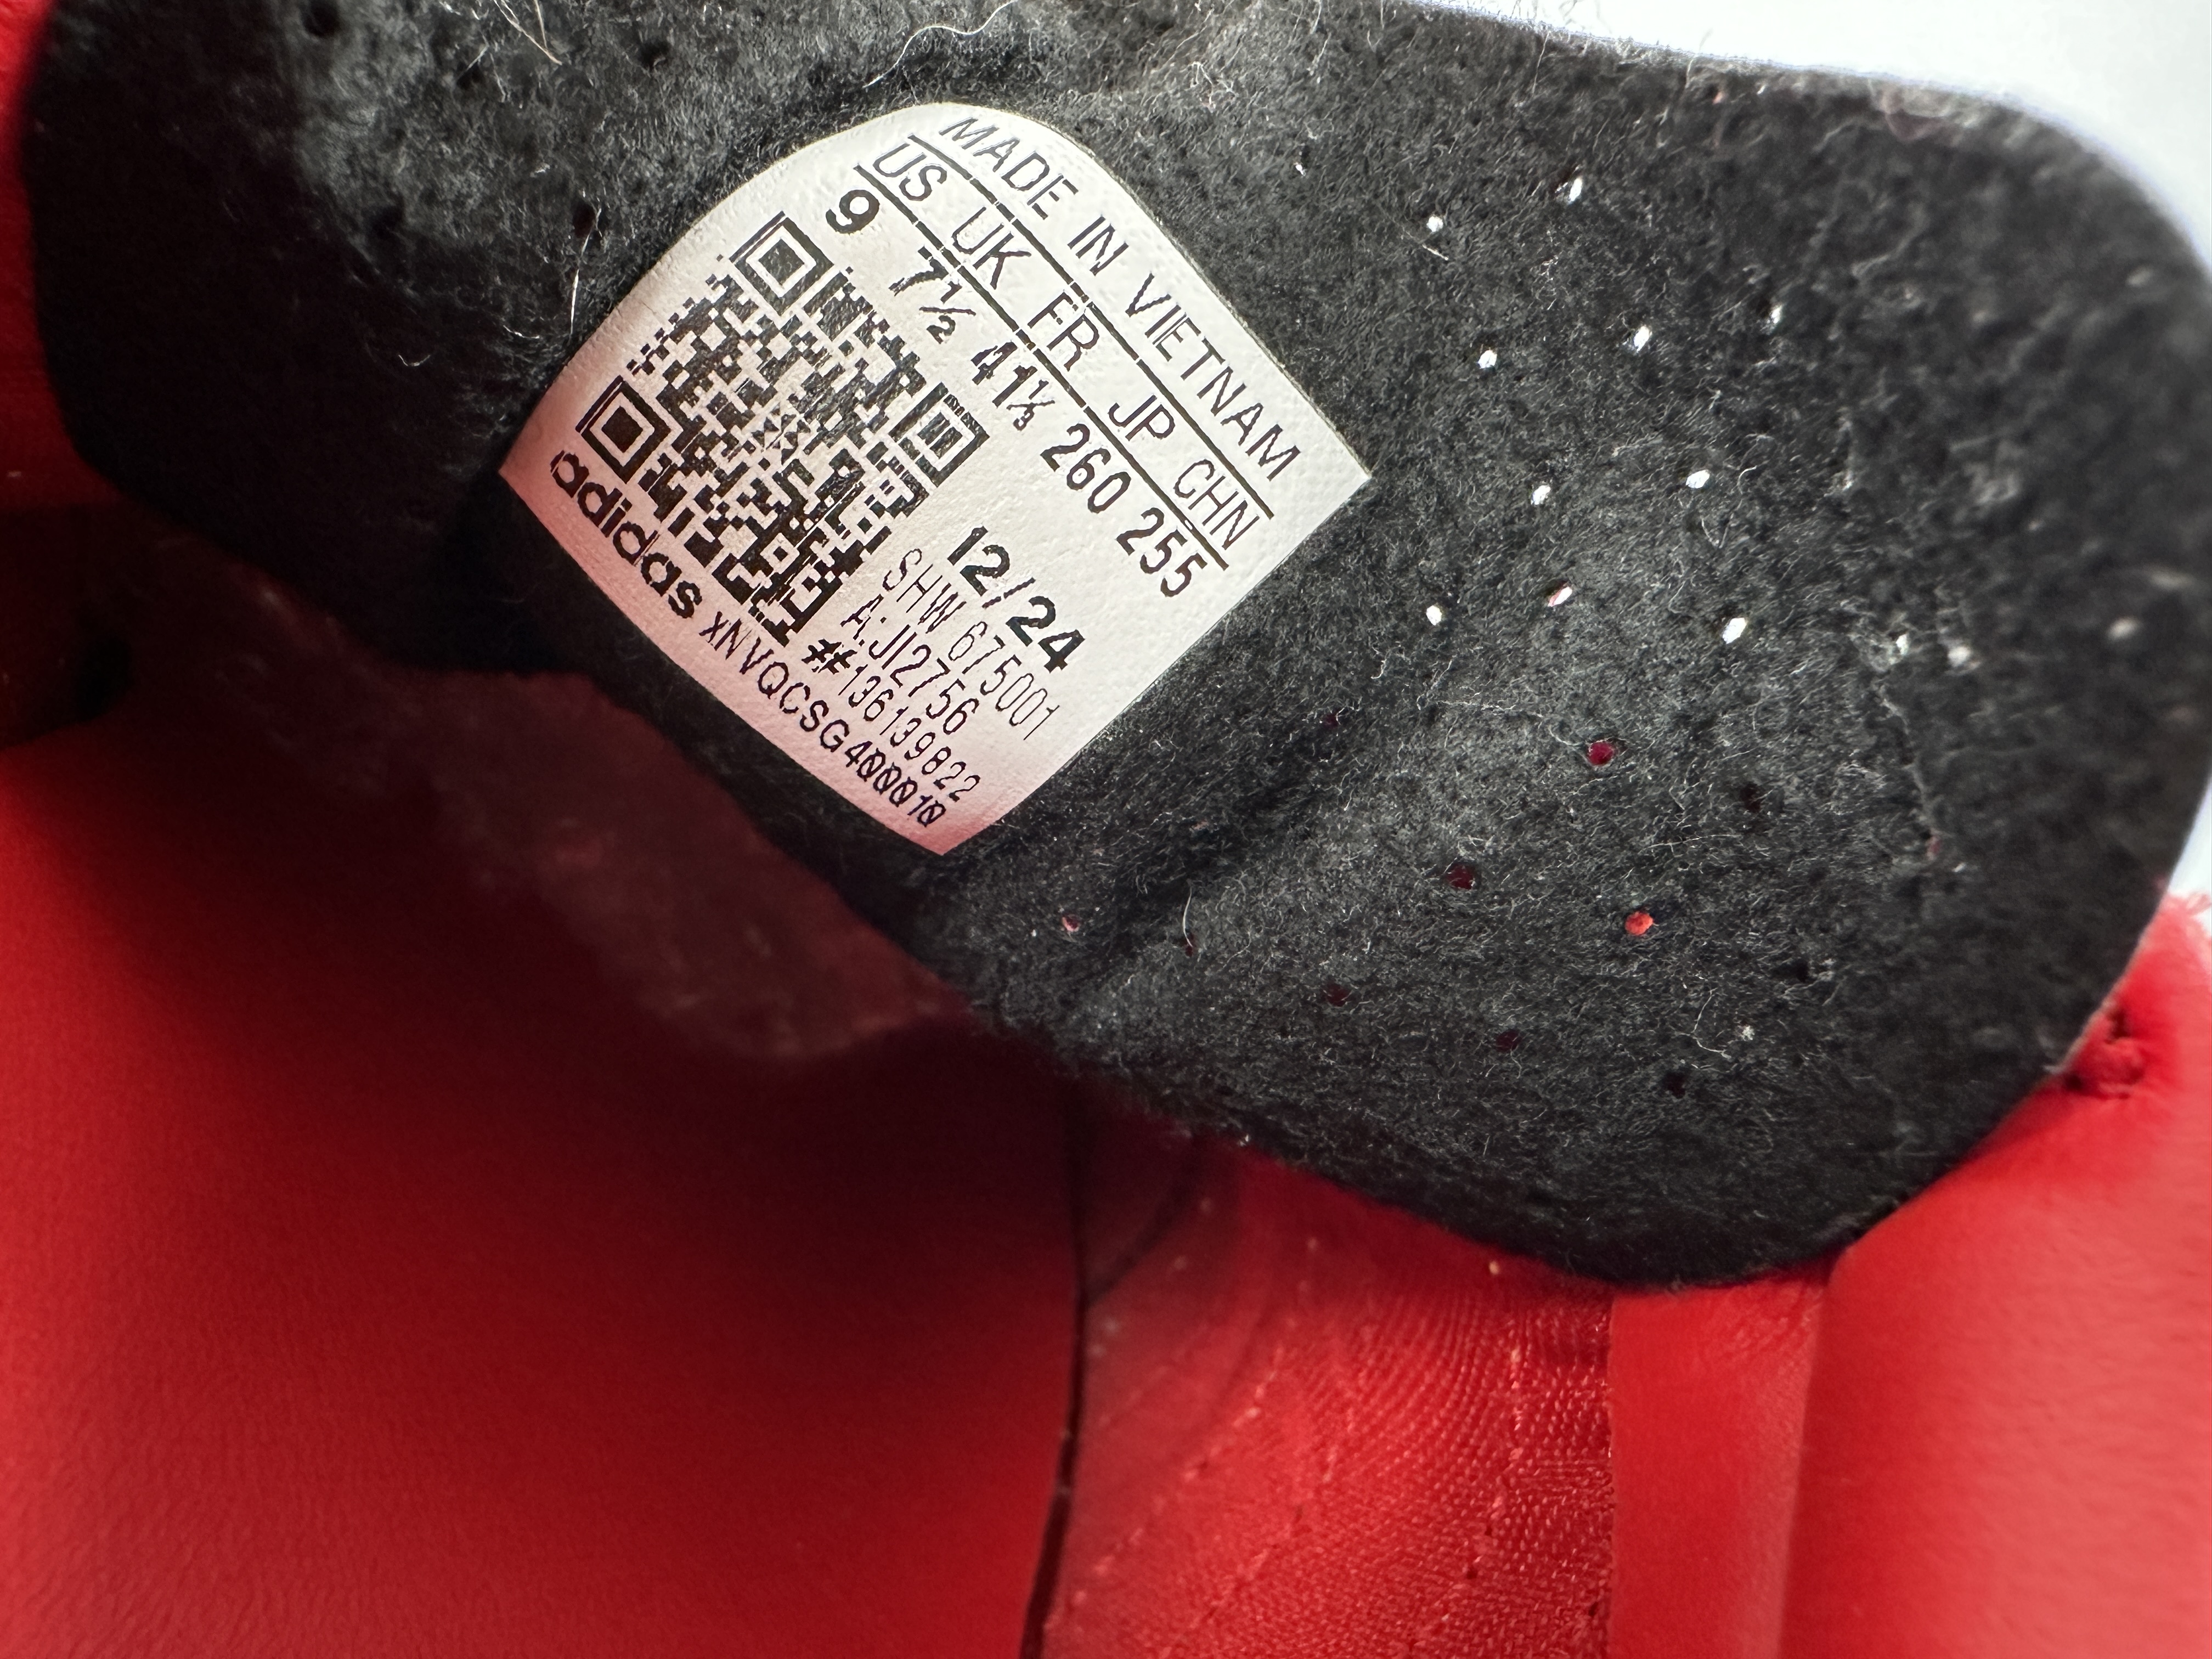 MADE IN VIETNAM
US UK FR JP CHN
9 7½ 41⅓ 260 255
12/24
SHW 675001
A:JI2756
##136139822
adidas xNVQCSG400010